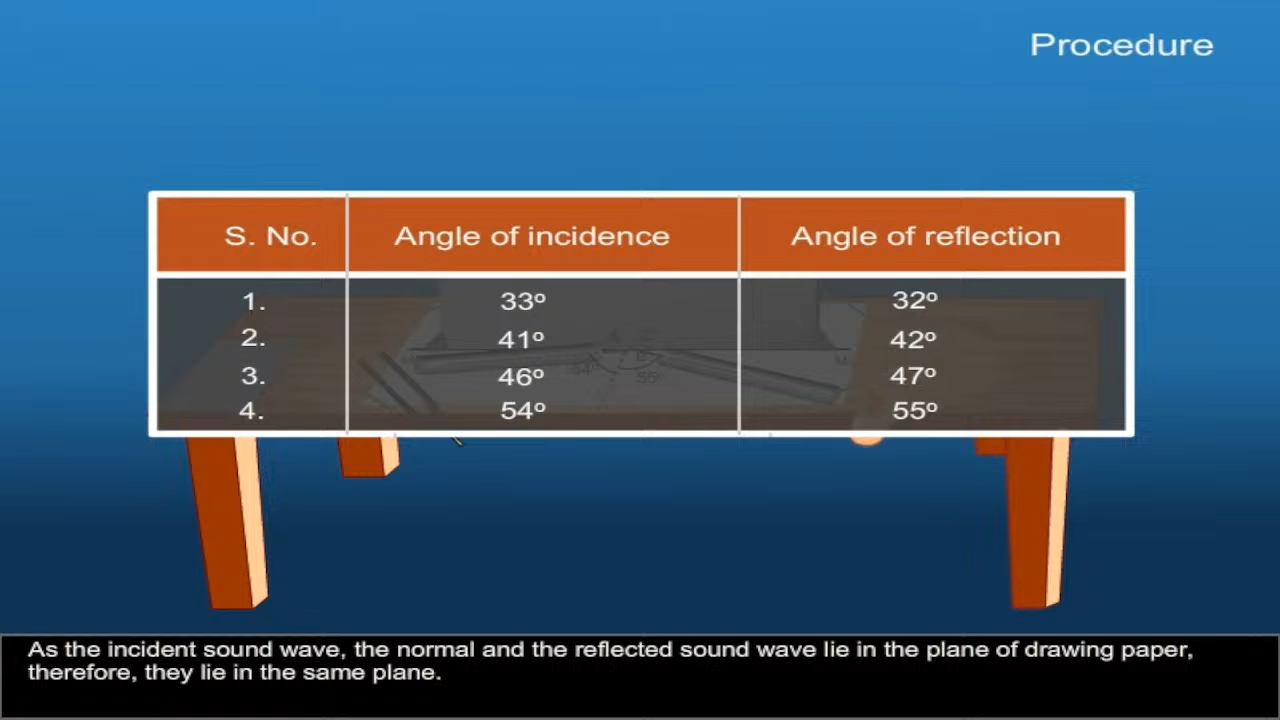 Procedure
S. No. Angle of incidence Angle of reflection
1. 33º 32º
2. 41º 42º
3. 46º 47º
4. 54º 55º
54º
55º
M
As the incident sound wave, the normal and the reflected sound wave lie in the plane of drawing paper,
therefore, they lie in the same plane.